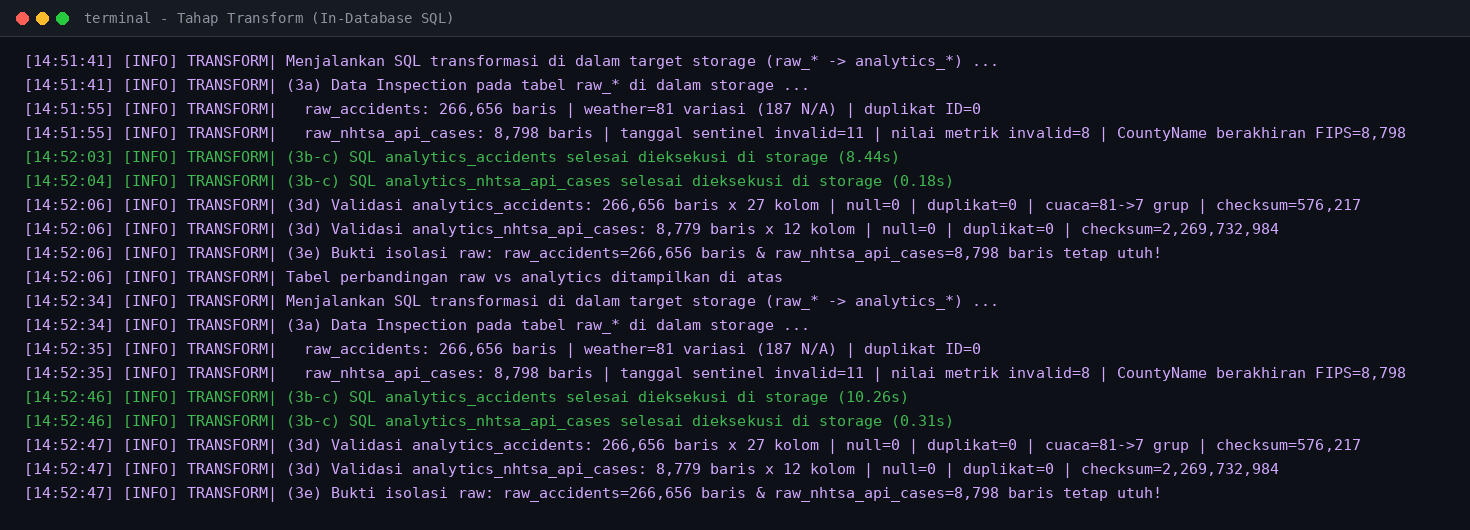 terminal - Tahap Transform (In-Database SQL)
[14:51:41] [INFO] TRANSFORM| Menjalankan SQL transformasi di dalam target storage (raw_* -> analytics_*) ...
[14:51:41] [INFO] TRANSFORM| (3a) Data Inspection pada tabel raw_* di dalam storage ...
[14:51:55] [INFO] TRANSFORM|   raw_accidents: 266,656 baris | weather=81 variasi (187 N/A) | duplikat ID=0
[14:51:55] [INFO] TRANSFORM|   raw_nhtsa_api_cases: 8,798 baris | tanggal sentinel invalid=11 | nilai metrik invalid=8 | CountyName berakhiran FIPS=8,798
[14:52:03] [INFO] TRANSFORM| (3b-c) SQL analytics_accidents selesai dieksekusi di storage (8.44s)
[14:52:04] [INFO] TRANSFORM| (3b-c) SQL analytics_nhtsa_api_cases selesai dieksekusi di storage (0.18s)
[14:52:06] [INFO] TRANSFORM| (3d) Validasi analytics_accidents: 266,656 baris x 27 kolom | null=0 | duplikat=0 | cuaca=81->7 grup | checksum=576,217
[14:52:06] [INFO] TRANSFORM| (3d) Validasi analytics_nhtsa_api_cases: 8,779 baris x 12 kolom | null=0 | duplikat=0 | checksum=2,269,732,984
[14:52:06] [INFO] TRANSFORM| (3e) Bukti isolasi raw: raw_accidents=266,656 baris & raw_nhtsa_api_cases=8,798 baris tetap utuh!
[14:52:06] [INFO] TRANSFORM| Tabel perbandingan raw vs analytics ditampilkan di atas
[14:52:34] [INFO] TRANSFORM| Menjalankan SQL transformasi di dalam target storage (raw_* -> analytics_*) ...
[14:52:34] [INFO] TRANSFORM| (3a) Data Inspection pada tabel raw_* di dalam storage ...
[14:52:35] [INFO] TRANSFORM|   raw_accidents: 266,656 baris | weather=81 variasi (187 N/A) | duplikat ID=0
[14:52:35] [INFO] TRANSFORM|   raw_nhtsa_api_cases: 8,798 baris | tanggal sentinel invalid=11 | nilai metrik invalid=8 | CountyName berakhiran FIPS=8,798
[14:52:46] [INFO] TRANSFORM| (3b-c) SQL analytics_accidents selesai dieksekusi di storage (10.26s)
[14:52:46] [INFO] TRANSFORM| (3b-c) SQL analytics_nhtsa_api_cases selesai dieksekusi di storage (0.31s)
[14:52:47] [INFO] TRANSFORM| (3d) Validasi analytics_accidents: 266,656 baris x 27 kolom | null=0 | duplikat=0 | cuaca=81->7 grup | checksum=576,217
[14:52:47] [INFO] TRANSFORM| (3d) Validasi analytics_nhtsa_api_cases: 8,779 baris x 12 kolom | null=0 | duplikat=0 | checksum=2,269,732,984
[14:52:47] [INFO] TRANSFORM| (3e) Bukti isolasi raw: raw_accidents=266,656 baris & raw_nhtsa_api_cases=8,798 baris tetap utuh!